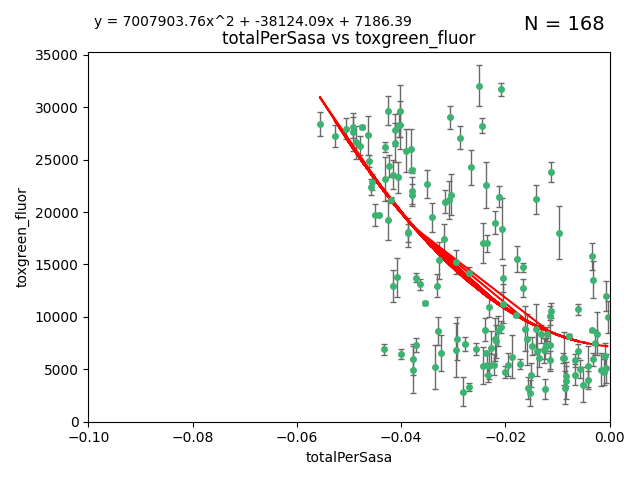 y = 7007903.76x^2 + -38124.09x + 7186.39
N = 168
totalPerSasa vs toxgreen_fluor
35000
30000
25000
20000
15000
10000
5000
0
toxgreen_fluor
−0.10 −0.08 −0.06 −0.04 −0.02 0.00
totalPerSasa